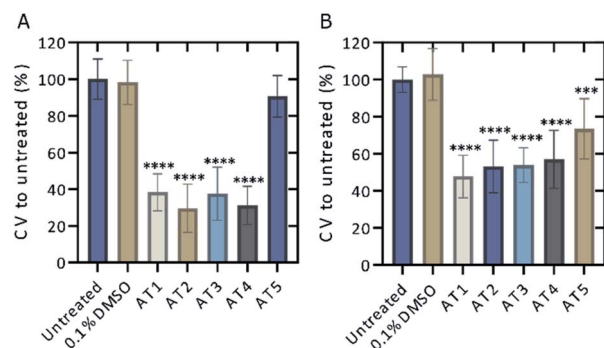 A
CV to untreated (%)
120
100
80
60
40
20
0
****
****
****
****
Untreated
0.1% DMSO
AT1
AT2
AT3
AT4
AT5
B
CV to untreated (%)
120
100
80
60
40
20
0
****
****
****
****
***
Untreated
0.1% DMSO
AT1
AT2
AT3
AT4
AT5